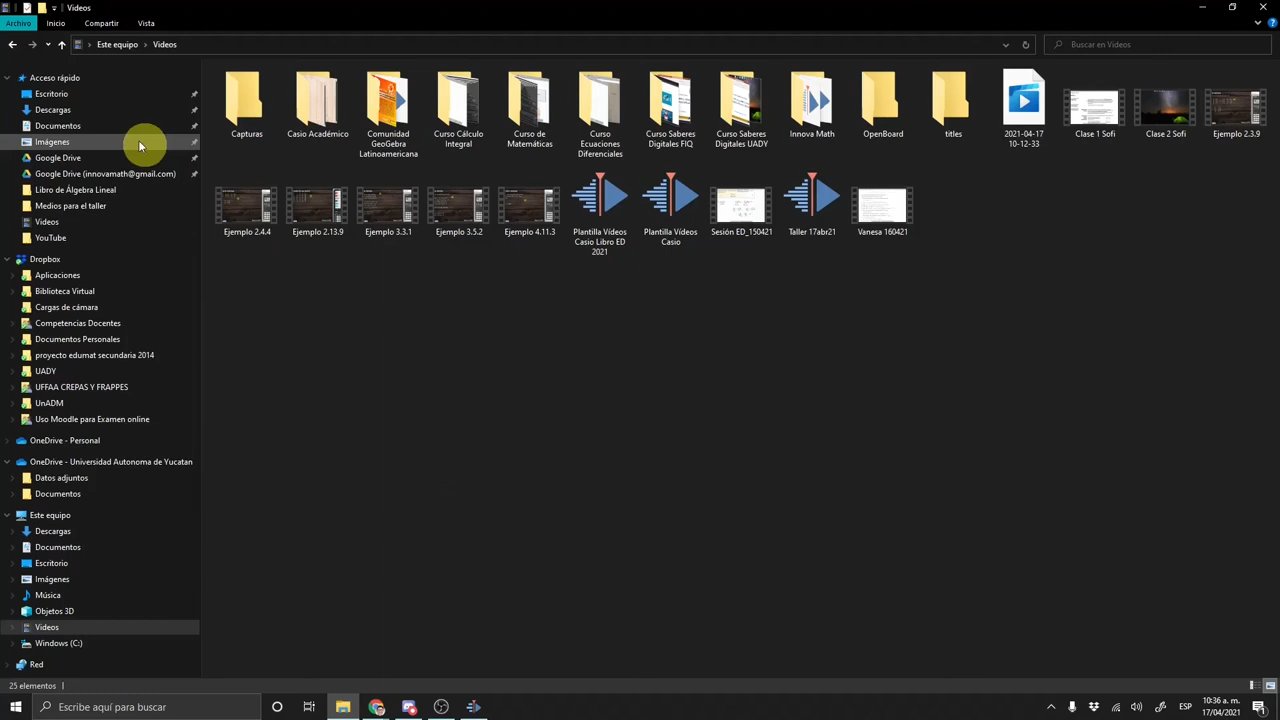 Videos
Archivo Inicio Compartir Vista
Este equipo Videos Buscar en Videos
Acceso rápido
Escritorio
Descargas
Documentos
Imágenes
Google Drive
Google Drive (innovamath@gmail.com)
Libro de Álgebra Lineal
Medios para el taller
Videos
YouTube
Dropbox
Aplicaciones
Biblioteca Virtual
Cargas de cámara
Competencias Docentes
Documentos Personales
proyecto edumat secundaria 2014
UADY
UFFAA CREPAS Y FRAPPES
UnADM
Uso Moodle para Examen online
OneDrive - Personal
OneDrive - Universidad Autonoma de Yucatan
Datos adjuntos
Documentos
Este equipo
Descargas
Documentos
Escritorio
Imágenes
Música
Objetos 3D
Videos
Windows (C:)
Red
Capturas
Casio Académico
Comunidad
GeoGebra
Latinoamericana
Curso Cálculo
Integral
Curso de
Matemáticas
Curso
Ecuaciones
Diferenciales
Curso Saberes
Digitales FIQ
Curso Saberes
Digitales UADY
Innova Math
OpenBoard
titles
2021-04-17
10-12-33
Clase 1 Sofi
Clase 2 Sofi
Ejemplo 2.3.9
Ejemplo 2.4.4
Ejemplo 2.13.9
Ejemplo 3.3.1
Ejemplo 3.5.2
Ejemplo 4.11.3
Plantilla Vídeos
Casio Libro ED
2021
Plantilla Vídeos
Casio
Sesión ED_150421
Taller 17abr21
Vanesa 160421
25 elementos
Escribe aquí para buscar
ESP
10:36 a. m.
17/04/2021
1